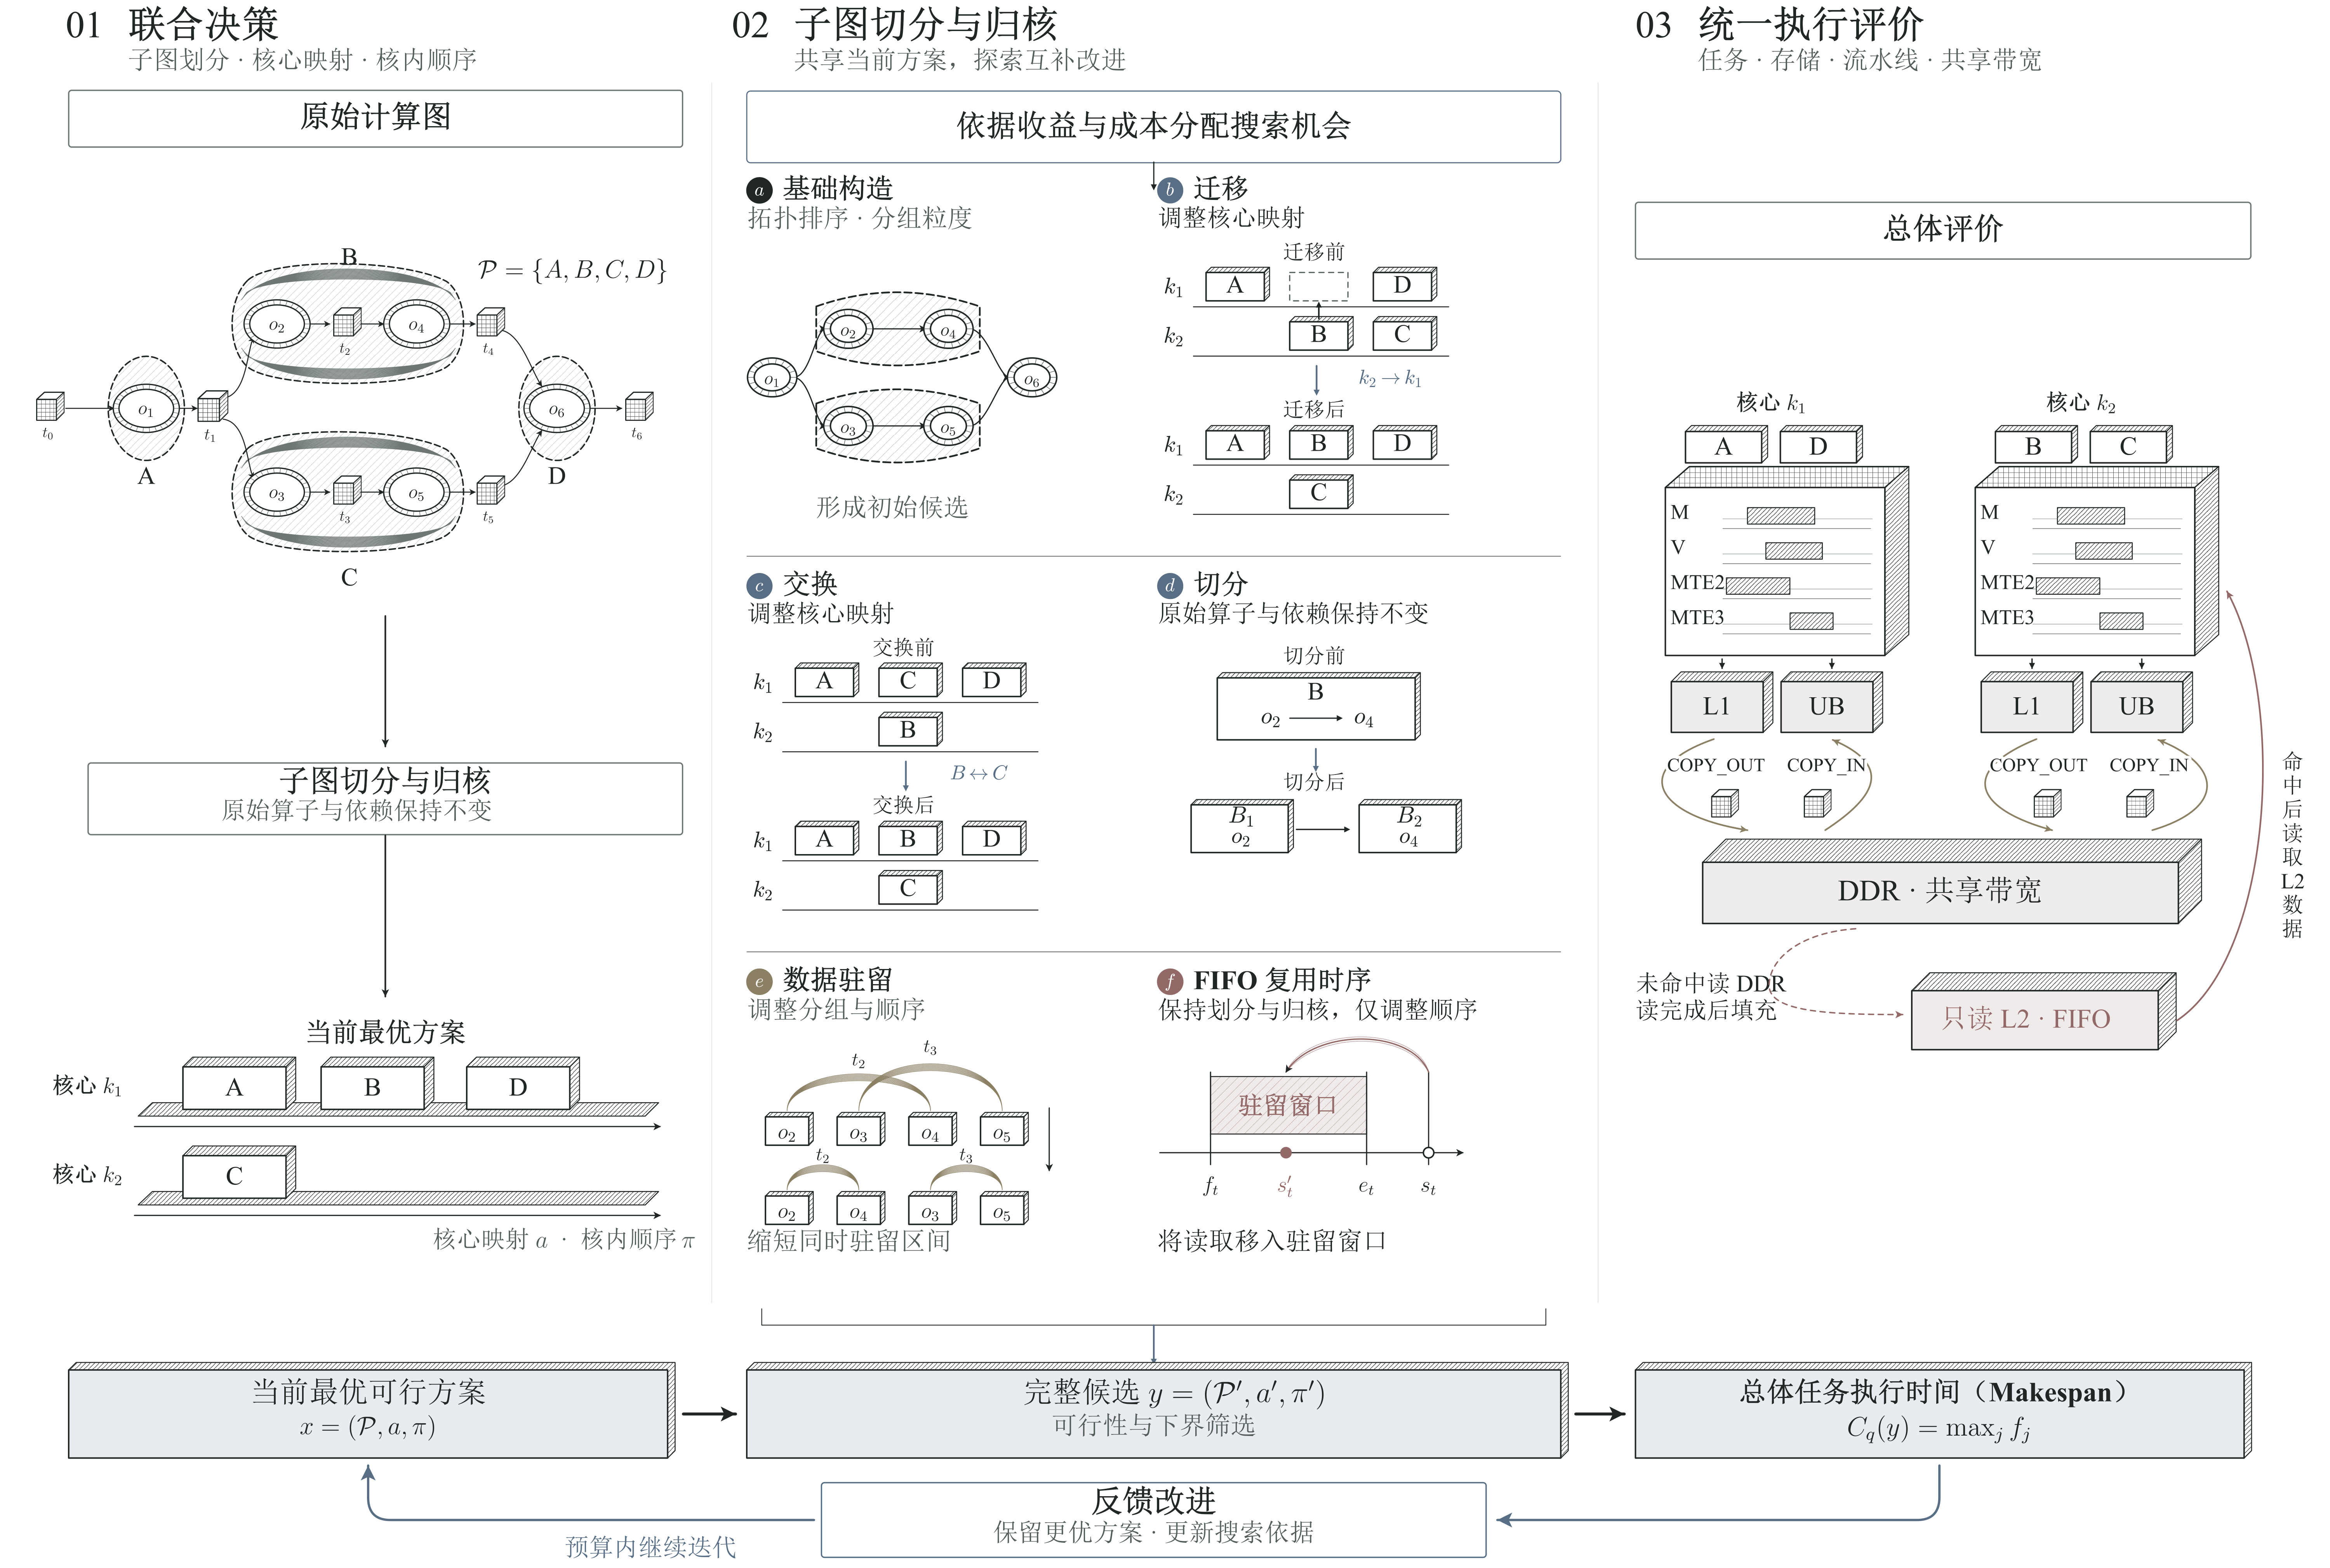 01 联合决策
子图划分 · 核心映射 · 核内顺序
原始计算图
B
𝒫 = {A, B, C, D}
o₂
t₂
o₄
t₄
t₀
o₁
t₁
o₆
t₆
A
D
o₃
t₃
o₅
t₅
C
子图切分与归核
原始算子与依赖保持不变
当前最优方案
核心 k₁
A
B
D
核心 k₂
C
核心映射 a · 核内顺序 π
02 子图切分与归核
共享当前方案，探索互补改进
依据收益与成本分配搜索机会
a 基础构造
拓扑排序 · 分组粒度
o₂
o₄
o₁
o₆
o₃
o₅
形成初始候选
b 迁移
调整核心映射
迁移前
k₁
A
D
k₂
B
C
k₂ → k₁
迁移后
k₁
A
B
D
k₂
C
c 交换
调整核心映射
交换前
k₁
A
C
D
k₂
B
B ↔ C
交换后
k₁
A
B
D
k₂
C
d 切分
原始算子与依赖保持不变
切分前
B
o₂
o₄
切分后
B₁
o₂
B₂
o₄
e 数据驻留
调整分组与顺序
t₂
t₃
o₂
o₃
o₄
o₅
t₂
t₃
o₂
o₄
o₃
o₅
缩短同时驻留区间
f FIFO 复用时序
保持划分与归核，仅调整顺序
驻留窗口
fₜ
s′ₜ
eₜ
sₜ
将读取移入驻留窗口
03 统一执行评价
任务 · 存储 · 流水线 · 共享带宽
总体评价
核心 k₁
A
D
M
V
MTE2
MTE3
L1
UB
COPY_OUT
COPY_IN
核心 k₂
B
C
M
V
MTE2
MTE3
L1
UB
COPY_OUT
COPY_IN
命中后读取L2数据
DDR · 共享带宽
未命中读 DDR
读完成后填充
只读 L2 · FIFO
当前最优可行方案
x = (𝒫, a, π)
完整候选 y = (𝒫′, a′, π′)
可行性与下界筛选
总体任务执行时间（Makespan）
C_q(y) = max_j f_j
反馈改进
保留更优方案 · 更新搜索依据
预算内继续迭代